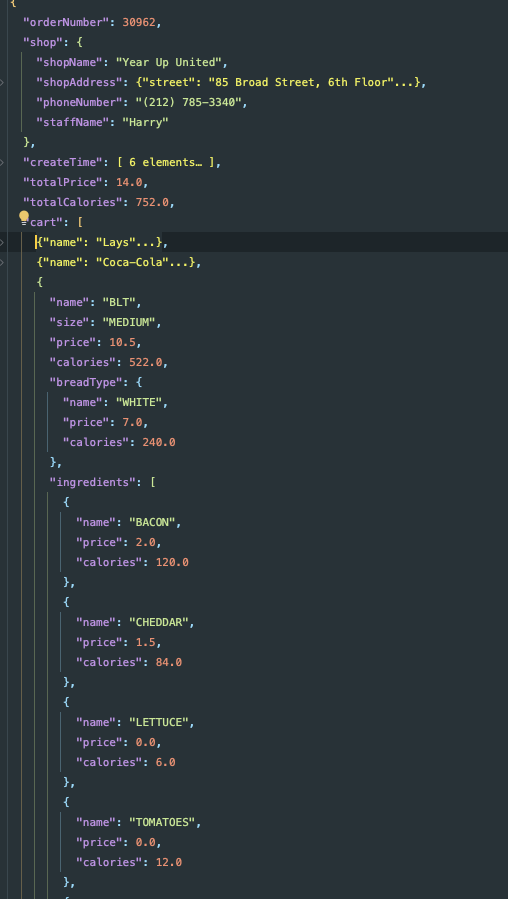 {
"orderNumber": 30962,
"shop": {
"shopName": "Year Up United",
"shopAddress": {"street": "85 Broad Street, 6th Floor"...},
"phoneNumber": "(212) 785-3340",
"staffName": "Harry"
},
"createTime": [ 6 elements… ],
"totalPrice": 14.0,
"totalCalories": 752.0,
"cart": [
{"name": "Lays"...},
{"name": "Coca-Cola"...},
{
"name": "BLT",
"size": "MEDIUM",
"price": 10.5,
"calories": 522.0,
"breadType": {
"name": "WHITE",
"price": 7.0,
"calories": 240.0
},
"ingredients": [
{
"name": "BACON",
"price": 2.0,
"calories": 120.0
},
{
"name": "CHEDDAR",
"price": 1.5,
"calories": 84.0
},
{
"name": "LETTUCE",
"price": 0.0,
"calories": 6.0
},
{
"name": "TOMATOES",
"price": 0.0,
"calories": 12.0
},
{